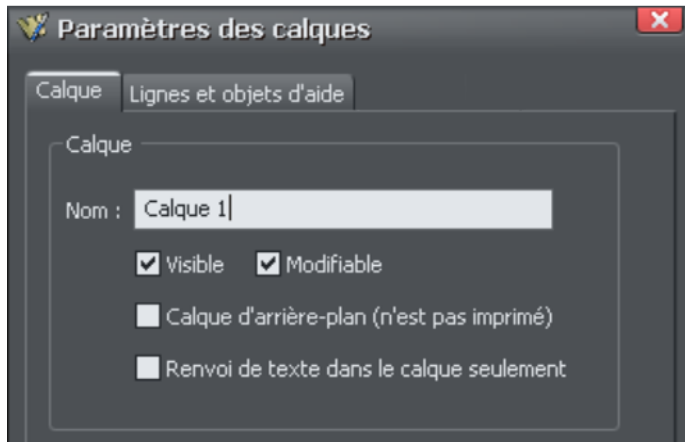 Paramètres des calques
Calque Lignes et objets d'aide
Calque
Nom : Calque 1
Visible Modifiable
Calque d'arrière-plan (n'est pas imprimé)
Renvoi de texte dans le calque seulement